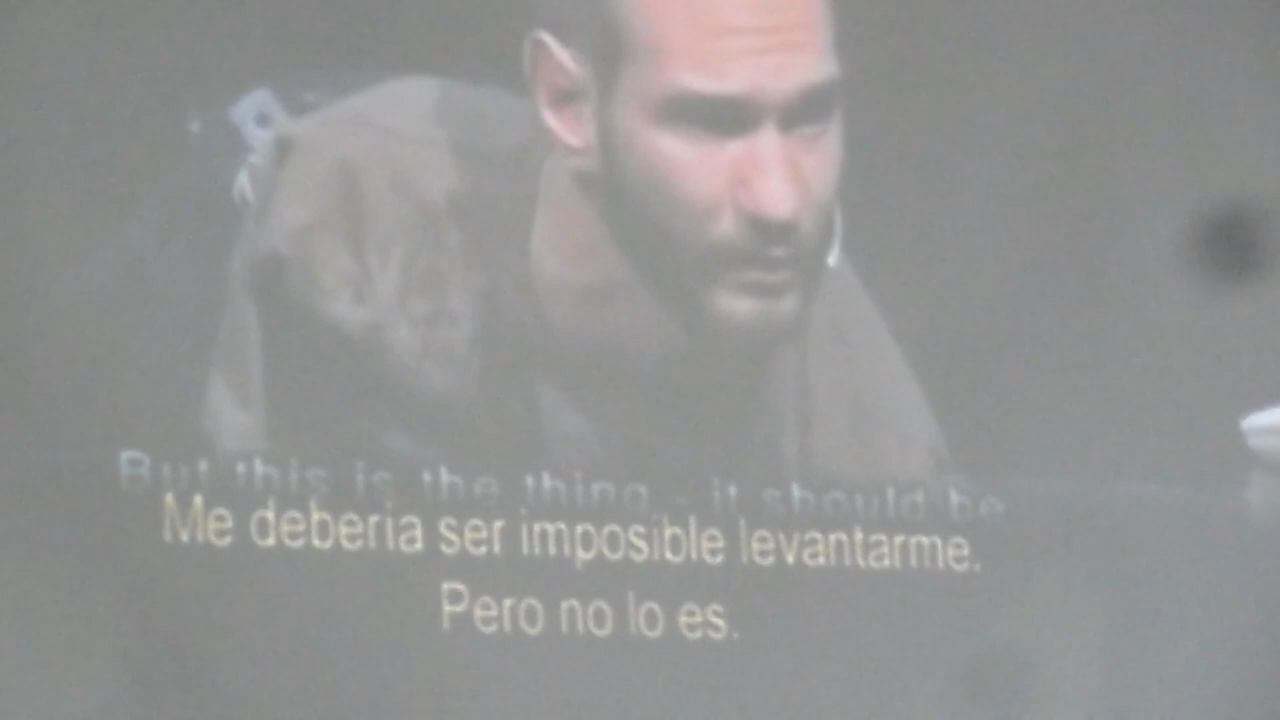 But this is the thing - it should be
Me deberia ser imposible levantarme.
Pero no lo es.